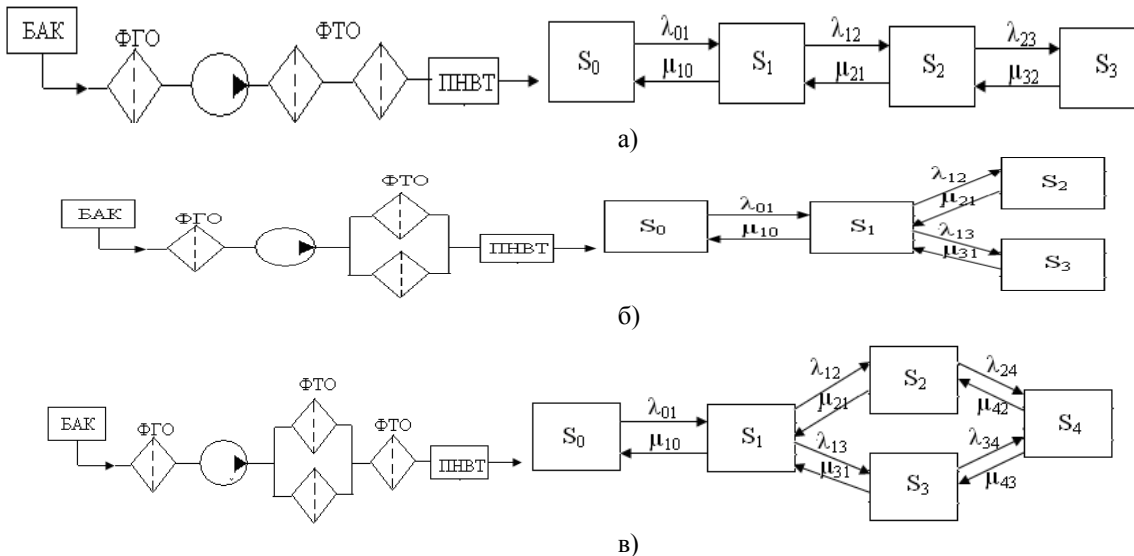 БАК
ФГО
ФТО
ПНВТ
S₀
λ₀₁
μ₁₀
S₁
λ₁₂
μ₂₁
S₂
λ₂₃
μ₃₂
S₃
а)
БАК
ФГО
ФТО
ПНВТ
S₀
λ₀₁
μ₁₀
S₁
λ₁₂
μ₂₁
S₂
λ₁₃
μ₃₁
S₃
б)
БАК
ФГО
ФТО
ФТО
ПНВТ
S₀
λ₀₁
μ₁₀
S₁
λ₁₂
μ₂₁
S₂
λ₂₄
μ₄₂
S₄
λ₁₃
μ₃₁
S₃
λ₃₄
μ₄₃
в)